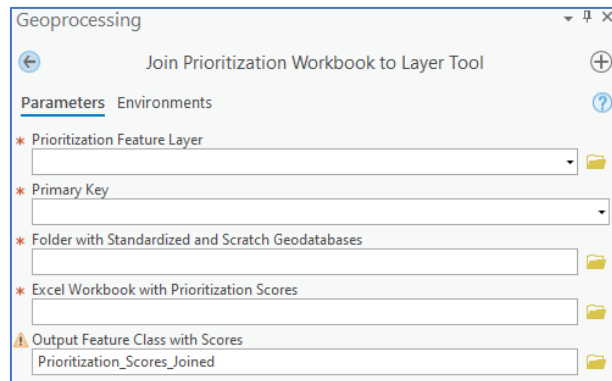 Geoprocessing
Join Prioritization Workbook to Layer Tool
Parameters Environments
* Prioritization Feature Layer
* Primary Key
* Folder with Standardized and Scratch Geodatabases
* Excel Workbook with Prioritization Scores
Output Feature Class with Scores
Prioritization_Scores_Joined